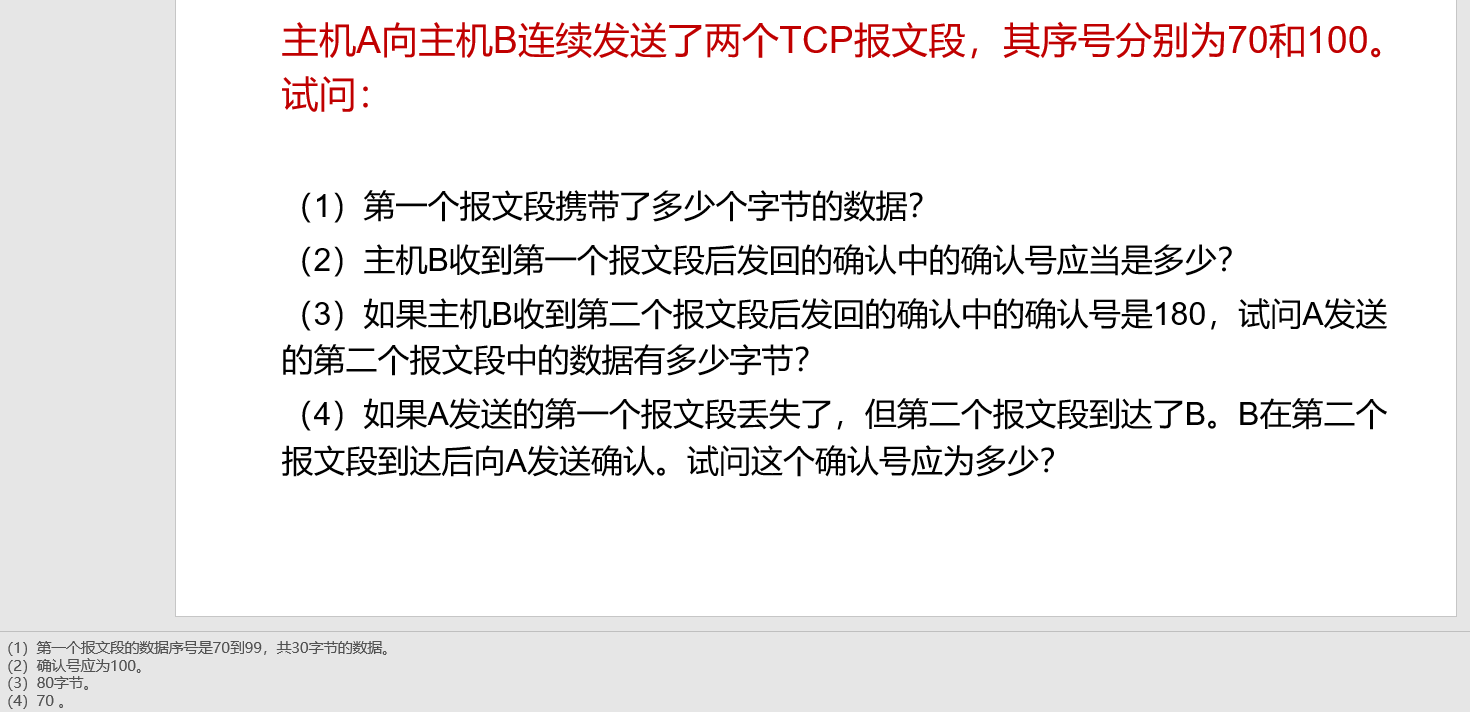 主机A向主机B连续发送了两个TCP报文段，其序号分别为70和100。
试问：
（1）第一个报文段携带了多少个字节的数据？
（2）主机B收到第一个报文段后发回的确认中的确认号应当是多少？
（3）如果主机B收到第二个报文段后发回的确认中的确认号是180，试问A发送
的第二个报文段中的数据有多少字节？
（4）如果A发送的第一个报文段丢失了，但第二个报文段到达了B。B在第二个
报文段到达后向A发送确认。试问这个确认号应为多少？
（1）第一个报文段的数据序号是70到99，共30字节的数据。
（2）确认号应为100。
（3）80字节。
（4）70 。